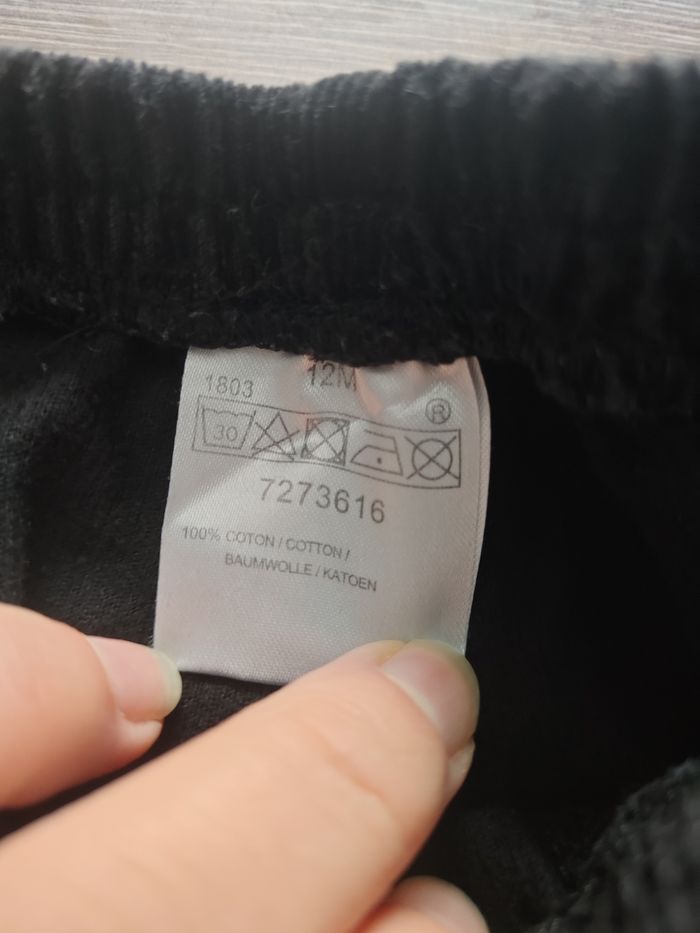 1803 12M
®
30
7273616
100% COTON / COTTON /
BAUMWOLLE / KATOEN